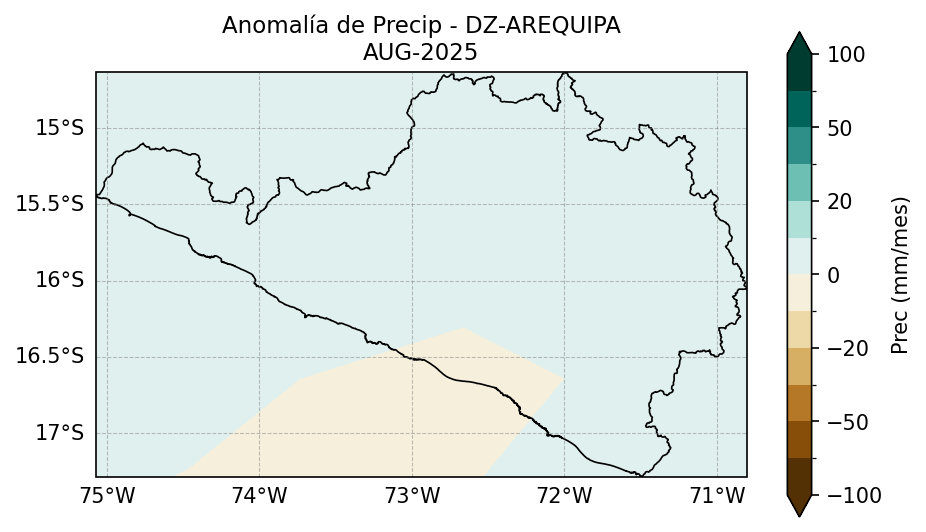 Anomalía de Precip - DZ-AREQUIPA
AUG-2025
15°S
15.5°S
16°S
16.5°S
17°S
75°W
74°W
73°W
72°W
71°W
100
50
20
0
−20
−50
−100
Prec (mm/mes)